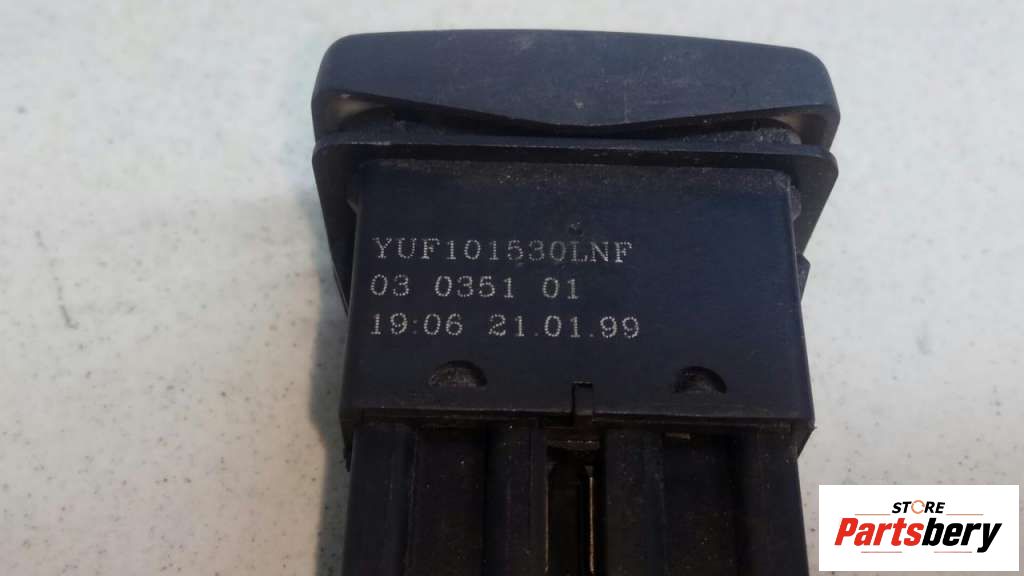 YUF101530LNF
03 0351 01
19:06 21.01.99
STORE
Partsbery